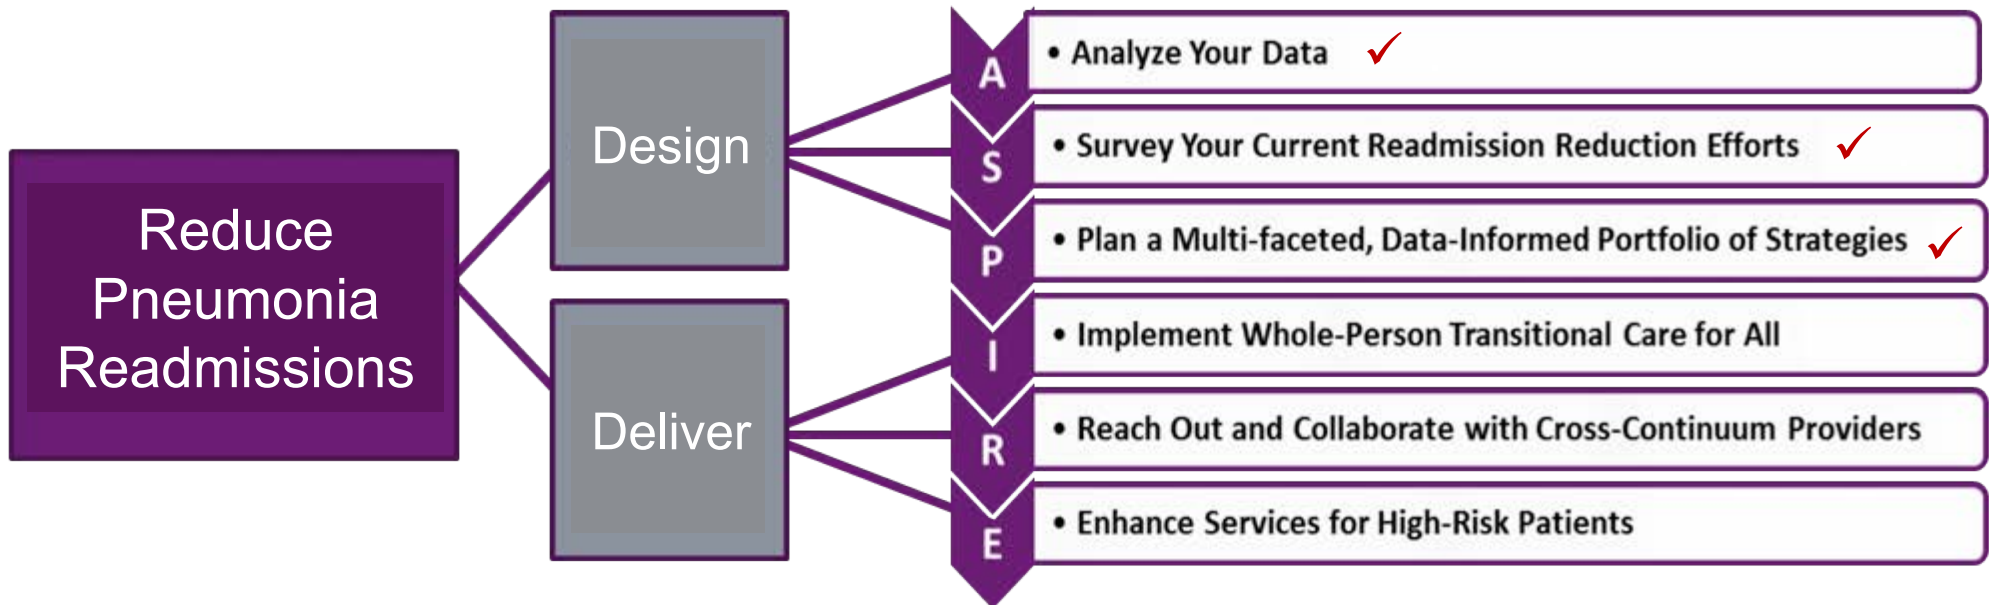 Reduce
Pneumonia
Readmissions
Design
Deliver
A
• Analyze Your Data ✓
S
• Survey Your Current Readmission Reduction Efforts ✓
P
• Plan a Multi-faceted, Data-Informed Portfolio of Strategies ✓
I
• Implement Whole-Person Transitional Care for All
R
• Reach Out and Collaborate with Cross-Continuum Providers
E
• Enhance Services for High-Risk Patients